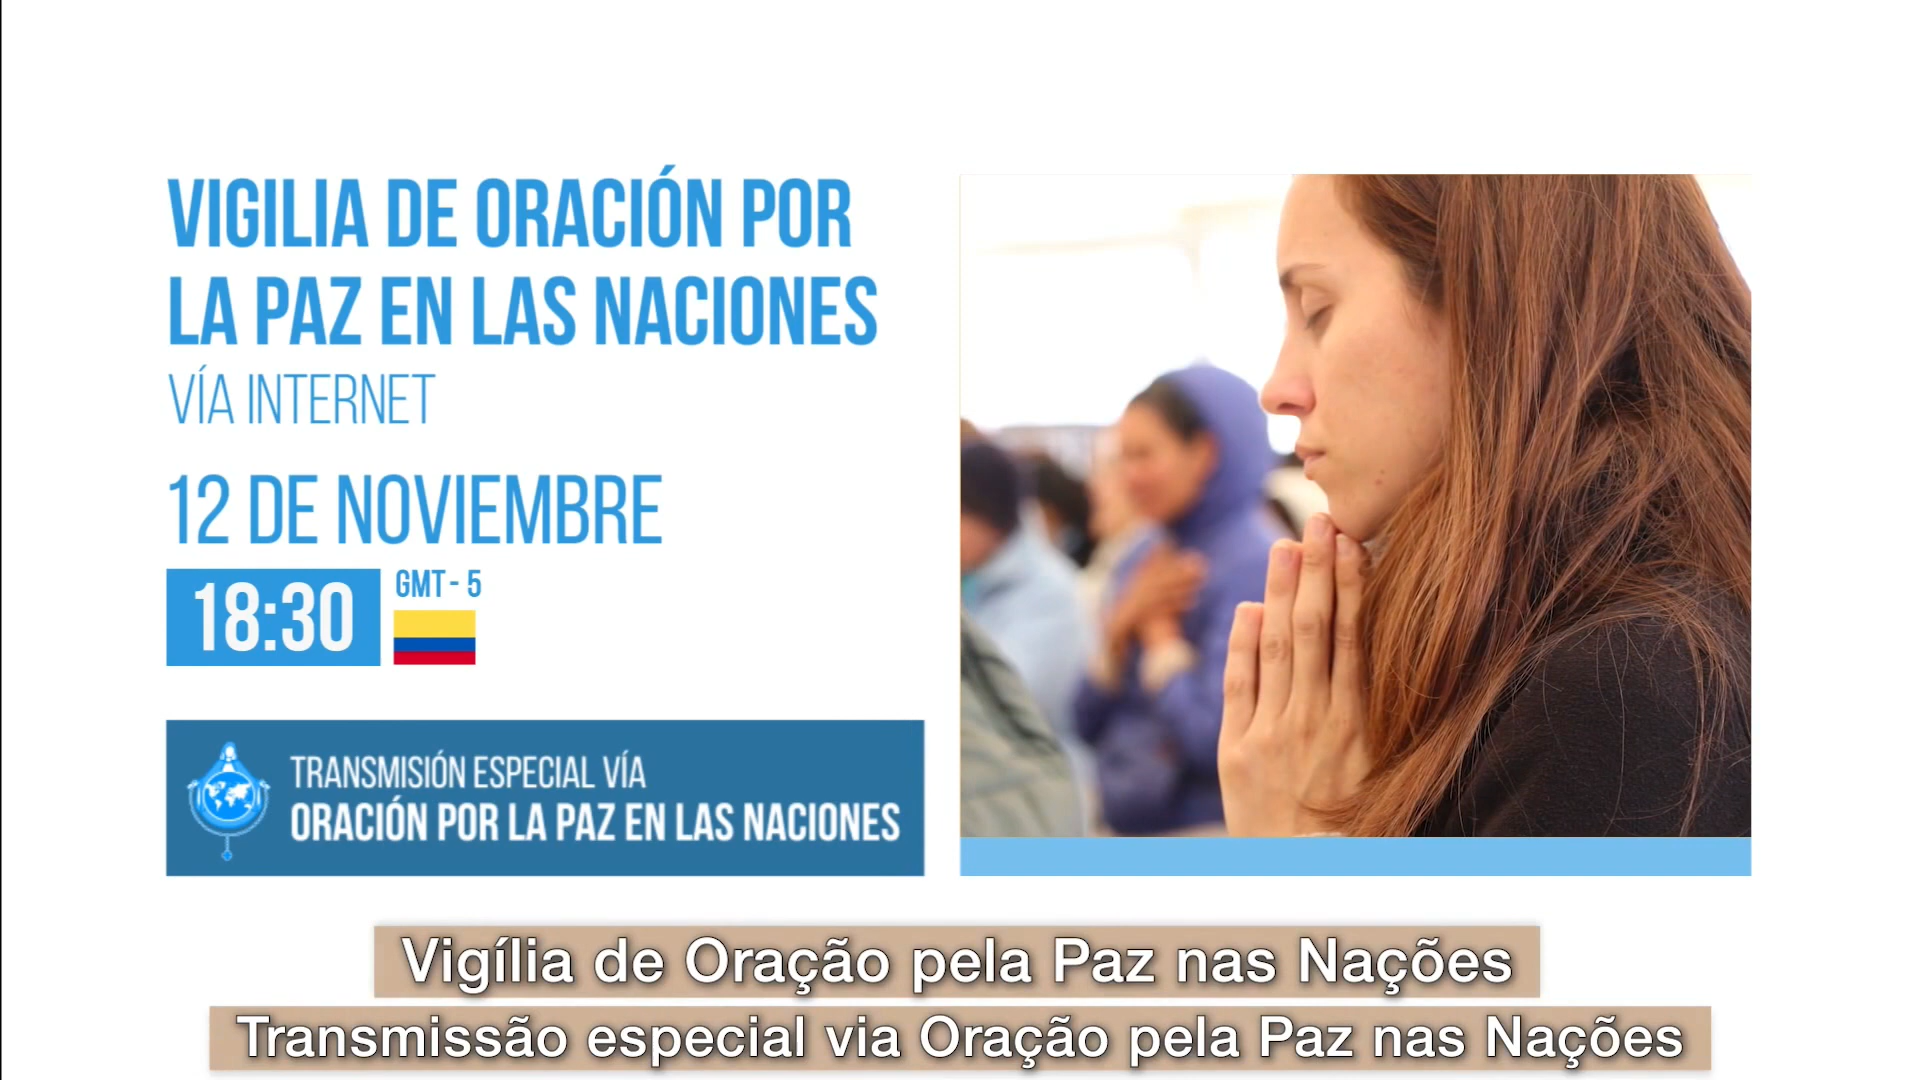 VIGILIA DE ORACIÓN POR
LA PAZ EN LAS NACIONES
VÍA INTERNET
12 DE NOVIEMBRE
18:30
GMT - 5
TRANSMISIÓN ESPECIAL VÍA
ORACIÓN POR LA PAZ EN LAS NACIONES
Vigília de Oração pela Paz nas Nações
Transmissão especial via Oração pela Paz nas Nações